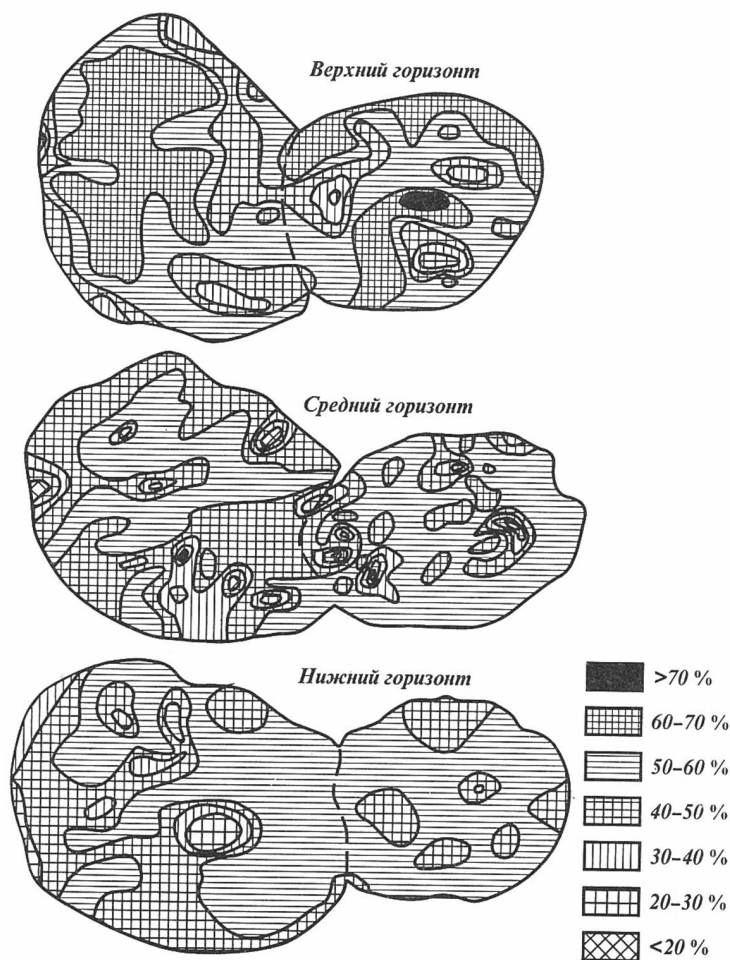 Верхний горизонт
Средний горизонт
Нижний горизонт
>70 %
60–70 %
50–60 %
40–50 %
30–40 %
20–30 %
<20 %